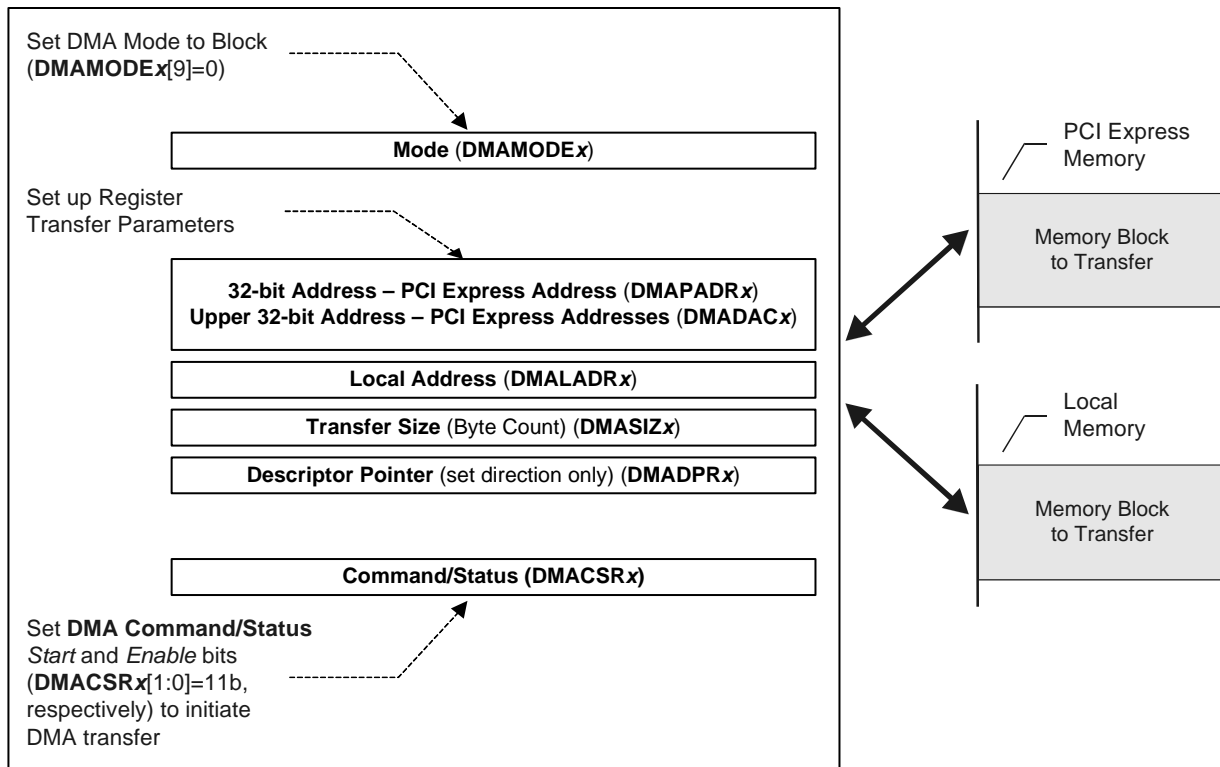 Set DMA Mode to Block
(DMAMODEx[9]=0)
Mode (DMAMODEx)
Set up Register
Transfer Parameters
32-bit Address – PCI Express Address (DMAPADRx)
Upper 32-bit Address – PCI Express Addresses (DMADACx)
Local Address (DMALADRx)
Transfer Size (Byte Count) (DMASIZx)
Descriptor Pointer (set direction only) (DMADPRx)
Command/Status (DMACSRx)
Set DMA Command/Status
Start and Enable bits
(DMACSRx[1:0]=11b,
respectively) to initiate
DMA transfer
PCI Express
Memory
Memory Block
to Transfer
Local
Memory
Memory Block
to Transfer